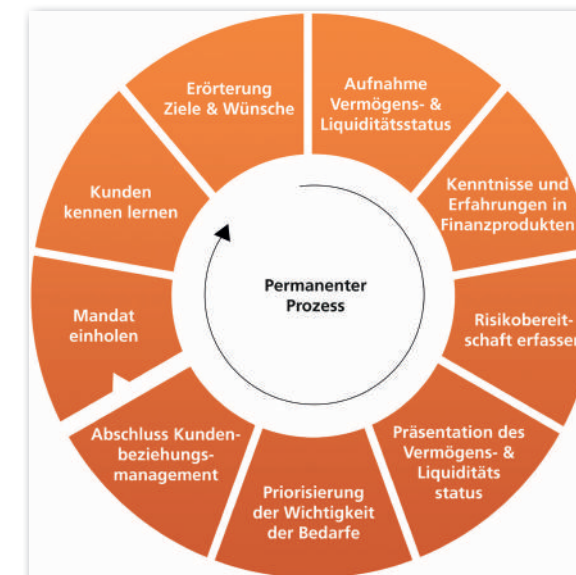 Erörterung
Ziele & Wünsche
Aufnahme
Vermögens- &
Liquiditätsstatus
Kenntnisse und
Erfahrungen in
Finanzprodukten
Risikobereit-
schaft erfassen
Präsentation des
Vermögens- &
Liquiditäts
status
Priorisierung
der Wichtigkeit
der Bedarfe
Abschluss Kunden-
beziehungs-
management
Mandat
einholen
Kunden
kennen lernen
Permanenter
Prozess